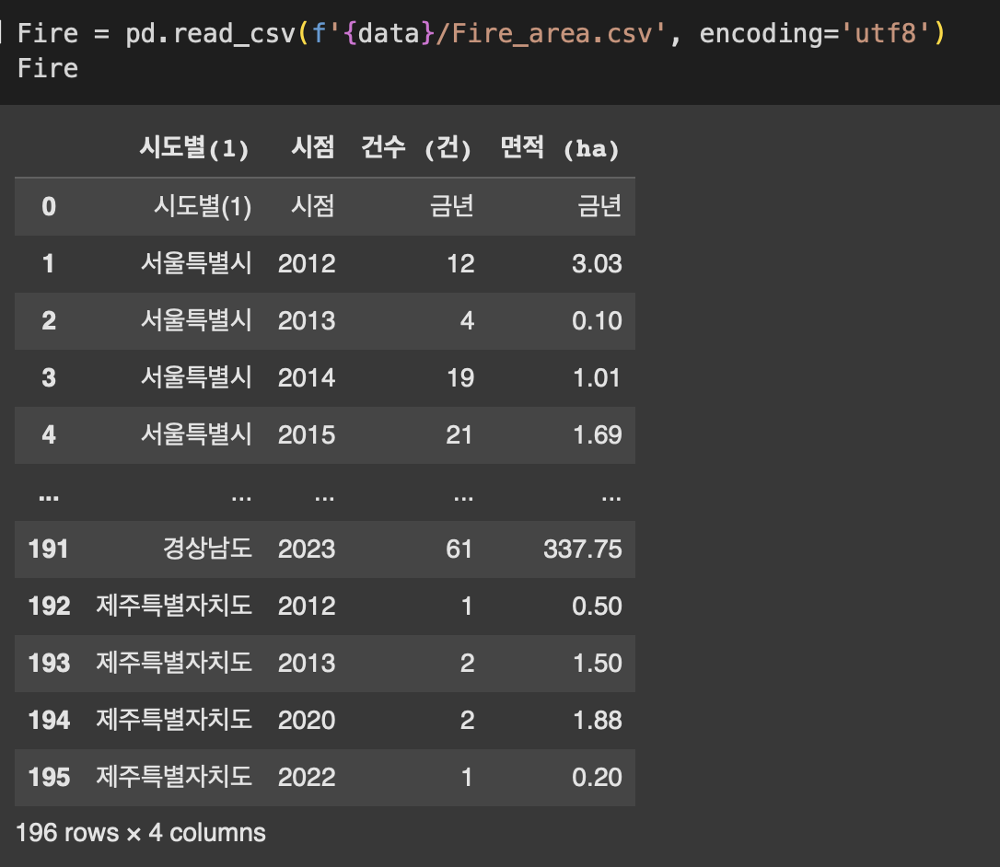 Fire = pd.read_csv(f'{data}/Fire_area.csv', encoding='utf8')
Fire
시도별(1) 시점 건수 (건) 면적 (ha)
0 시도별(1) 시점 금년 금년
1 서울특별시 2012 12 3.03
2 서울특별시 2013 4 0.10
3 서울특별시 2014 19 1.01
4 서울특별시 2015 21 1.69
... ... ... ... ...
191 경상남도 2023 61 337.75
192 제주특별자치도 2012 1 0.50
193 제주특별자치도 2013 2 1.50
194 제주특별자치도 2020 2 1.88
195 제주특별자치도 2022 1 0.20
196 rows × 4 columns